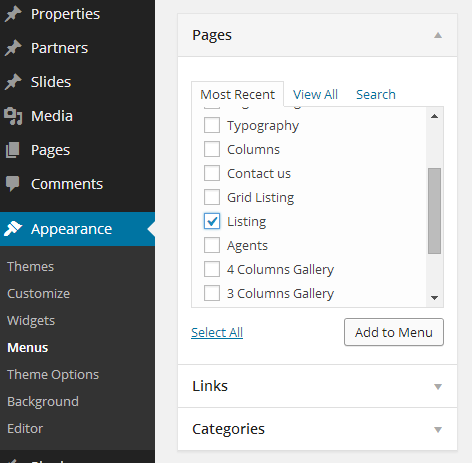 Properties
Partners
Slides
Media
Pages
Comments
Appearance
Themes
Customize
Widgets
Menus
Theme Options
Background
Editor
Pages
Most Recent View All Search
Typography
Columns
Contact us
Grid Listing
Listing
Agents
4 Columns Gallery
3 Columns Gallery
Select All Add to Menu
Links
Categories